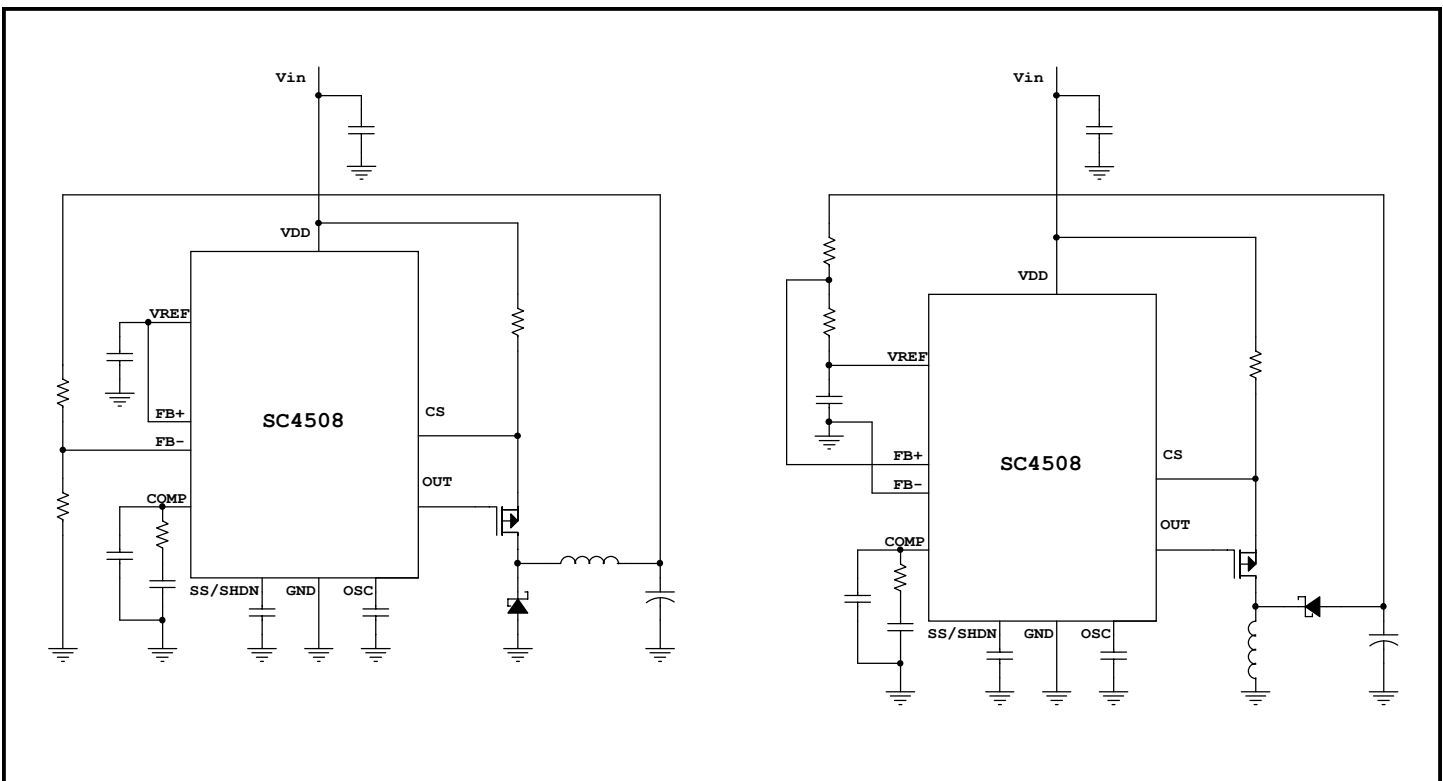 Vin
VDD
VREF
FB+
FB-
CS
SC4508
OUT
COMP
SS/SHDN
GND
OSC
Vin
VDD
VREF
FB+
FB-
CS
SC4508
OUT
COMP
SS/SHDN
GND
OSC